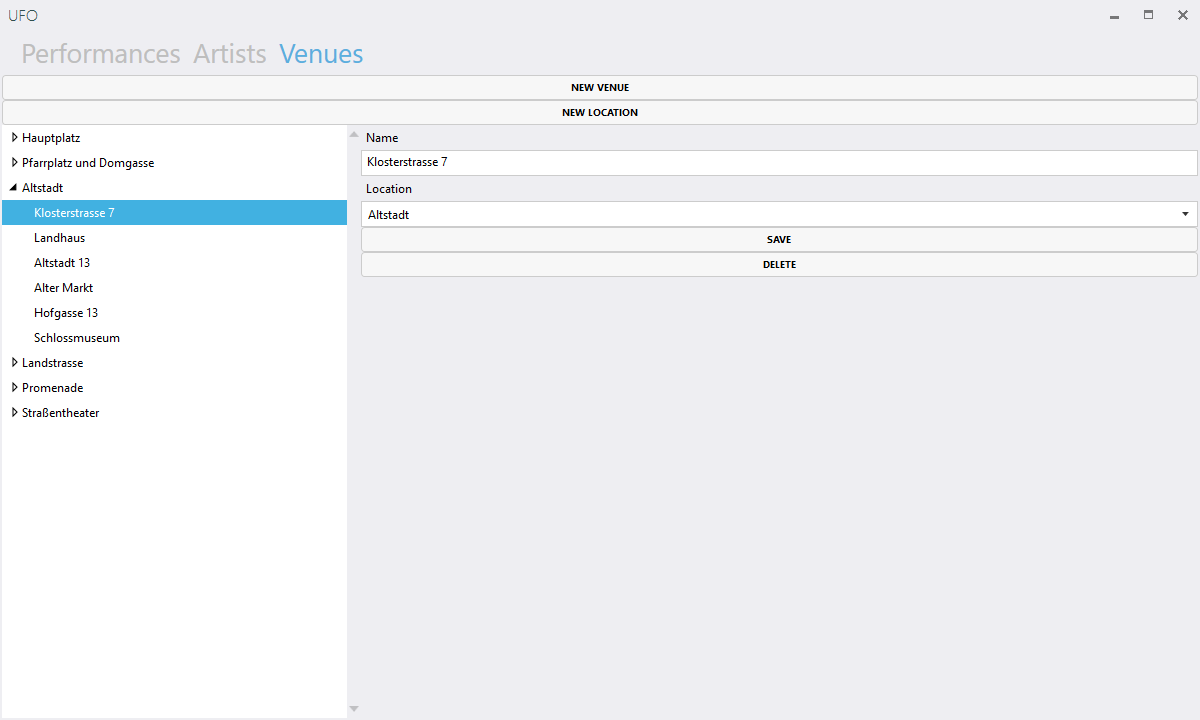 UFO
Performances Artists Venues
NEW VENUE
NEW LOCATION
Hauptplatz
Pfarrplatz und Domgasse
Altstadt
Klosterstrasse 7
Landhaus
Altstadt 13
Alter Markt
Hofgasse 13
Schlossmuseum
Landstrasse
Promenade
Straßentheater
Name
Klosterstrasse 7
Location
Altstadt
SAVE
DELETE